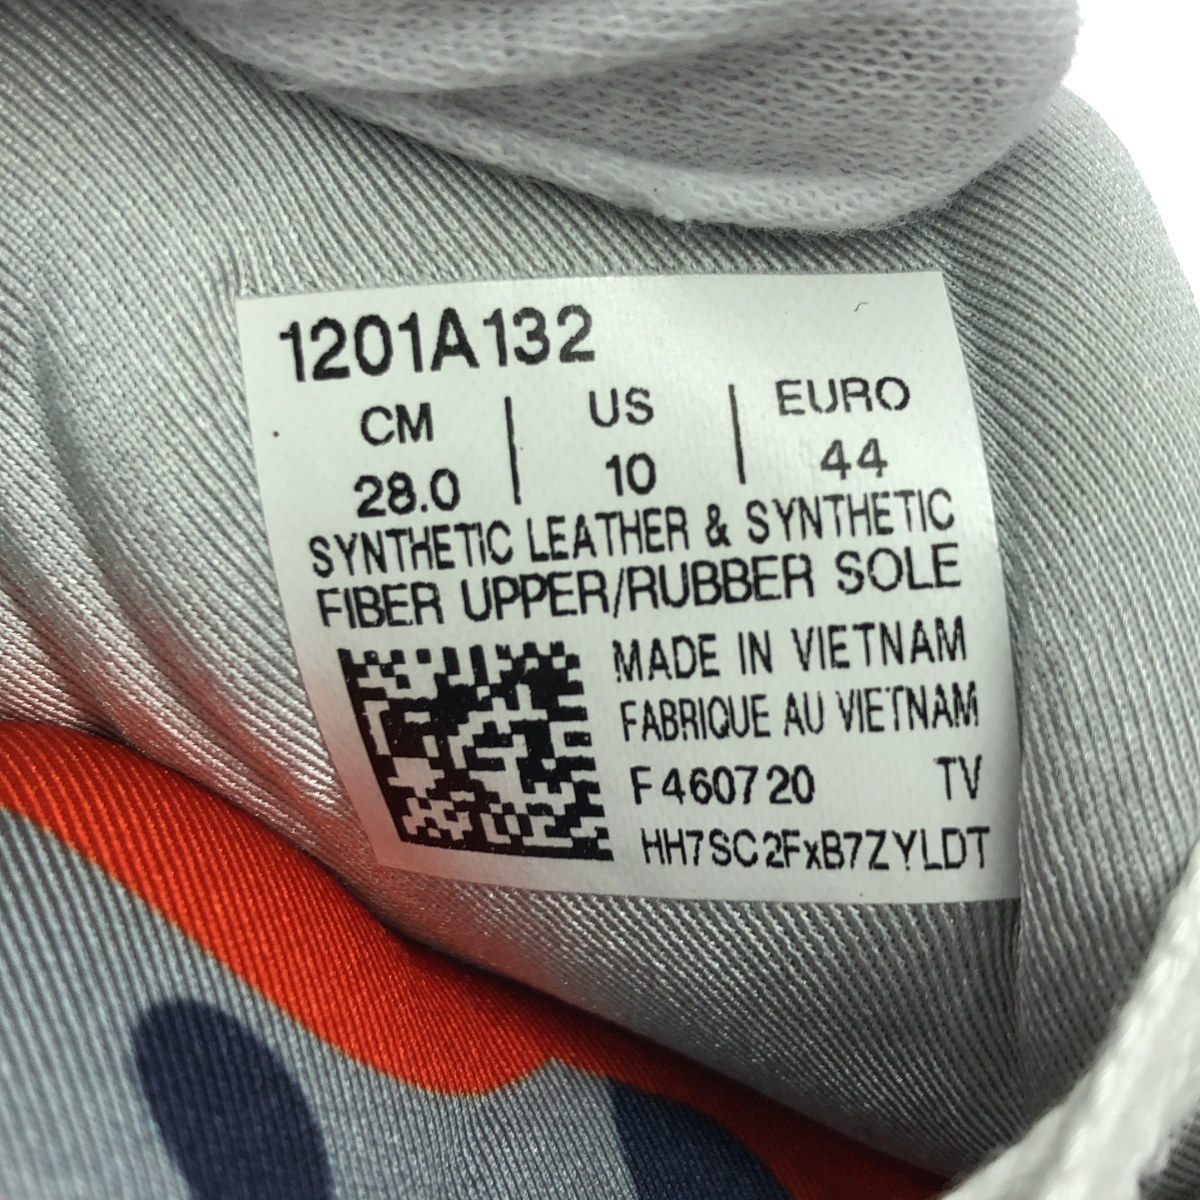 1201A132
CM | US | EURO
28.0 | 10 | 44
SYNTHETIC LEATHER & SYNTHETIC
FIBER UPPER/RUBBER SOLE
MADE IN VIETNAM
FABRIQUE AU VIETNAM
F460720 TV
HH7SC2FxB7ZYLDT